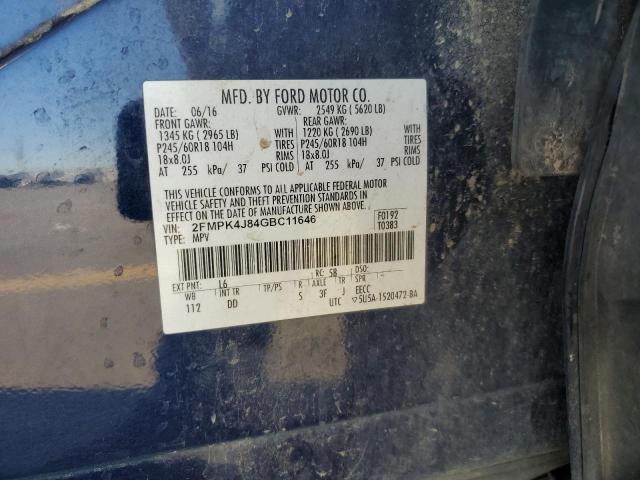 MFD. BY FORD MOTOR CO.
DATE: 06/16 GVWR: 2549 KG ( 5620 LB)
FRONT GAWR: REAR GAWR:
1345 KG ( 2965 LB) WITH 1220 KG ( 2690 LB) WITH
P245/60R18 104H TIRES P245/60R18 104H TIRES
18x8.0J RIMS 18x8.0J RIMS
AT 255 kPa/ 37 PSI COLD AT 255 kPa/ 37 PSI COLD
THIS VEHICLE CONFORMS TO ALL APPLICABLE FEDERAL MOTOR
VEHICLE SAFETY AND THEFT PREVENTION STANDARDS IN
EFFECT ON THE DATE OF MANUFACTURE SHOWN ABOVE.
VIN: 2FMPK4J84GBC11646 F0192
TYPE: MPV T0383
EXT PNT: L6 RC: 58 DSO:
WB INT TR TP/PS R AXLE TR SPR
112 DD S 3F J EECC
UTC 5U5A-1520472-BA